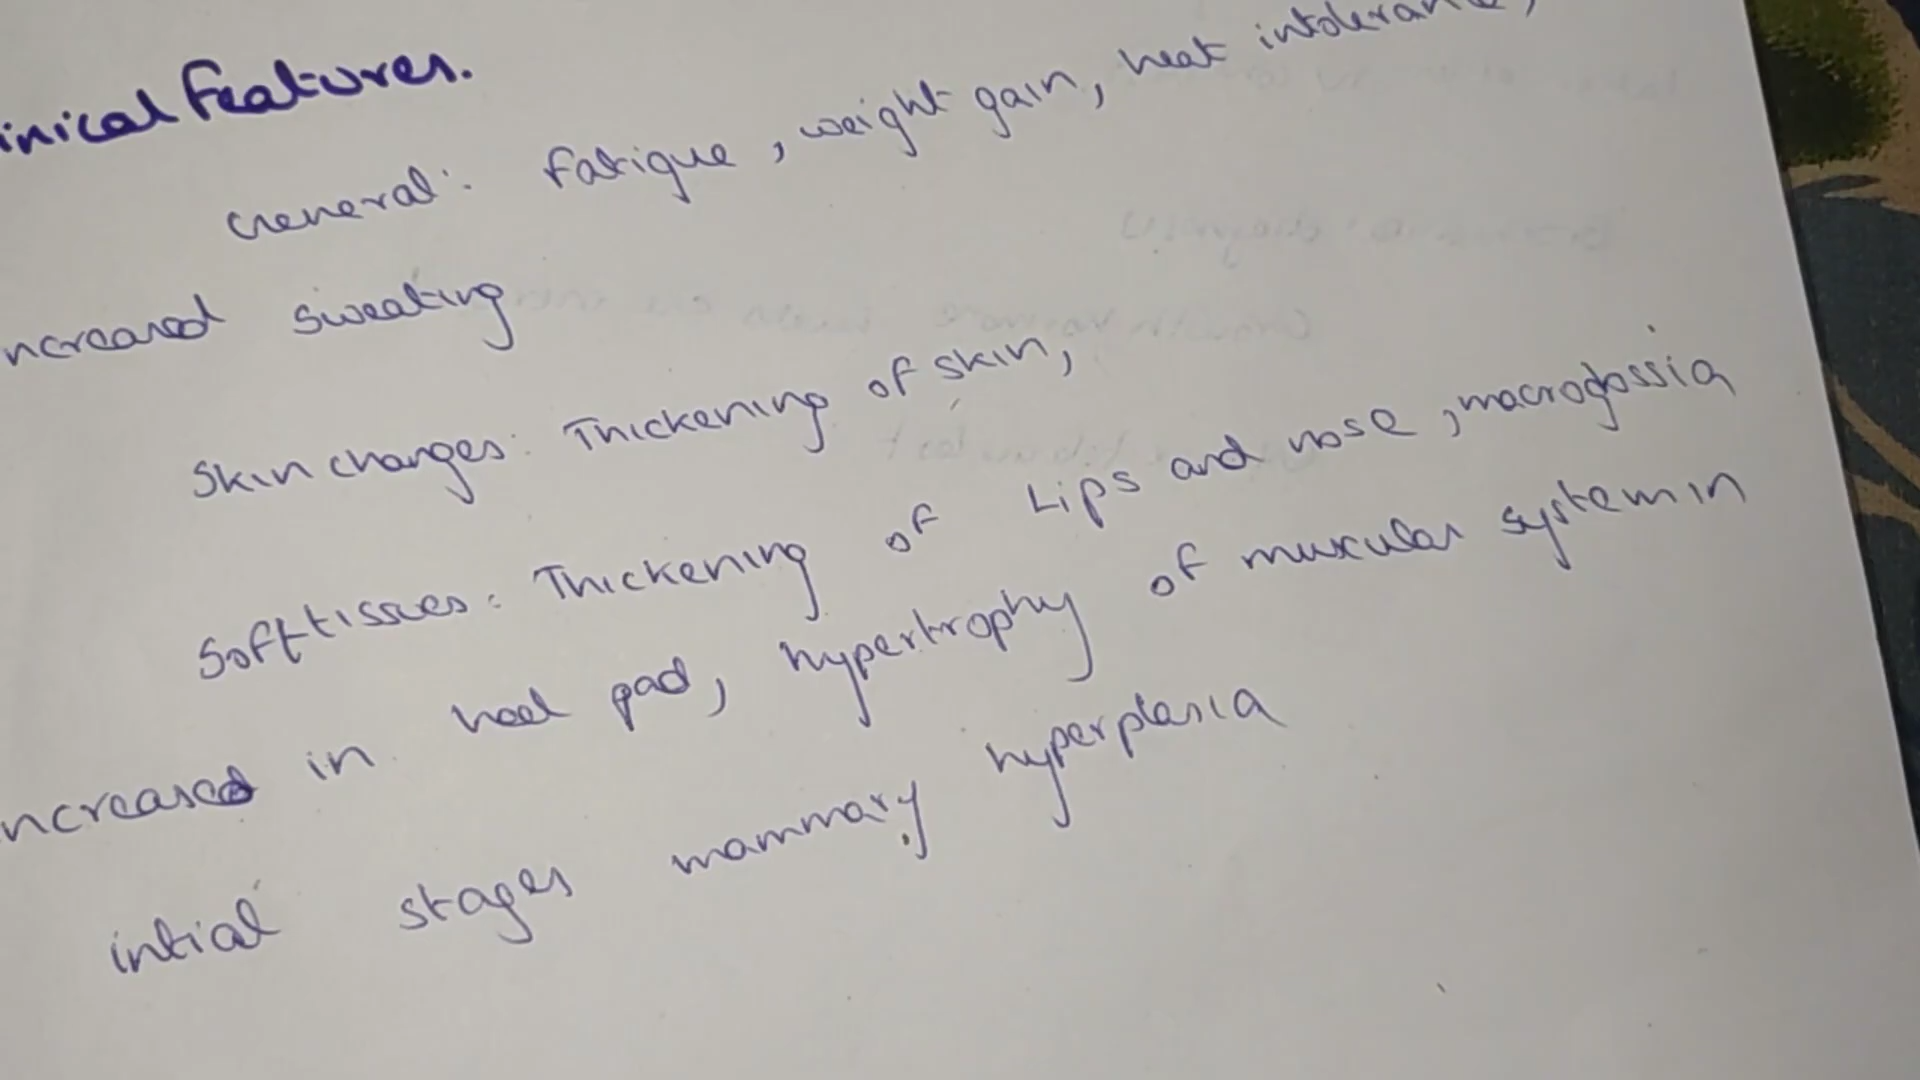 inical Features.
General: Fatigue, weight gain, heat intolerance,
ncreased sweating
Skin changes: Thickening of skin,
Soft tissues: Thickening of Lips and nose, macroglossia
ncreased in heel pad, hypertrophy of muscular system in
intial stages mammary hyperplasia